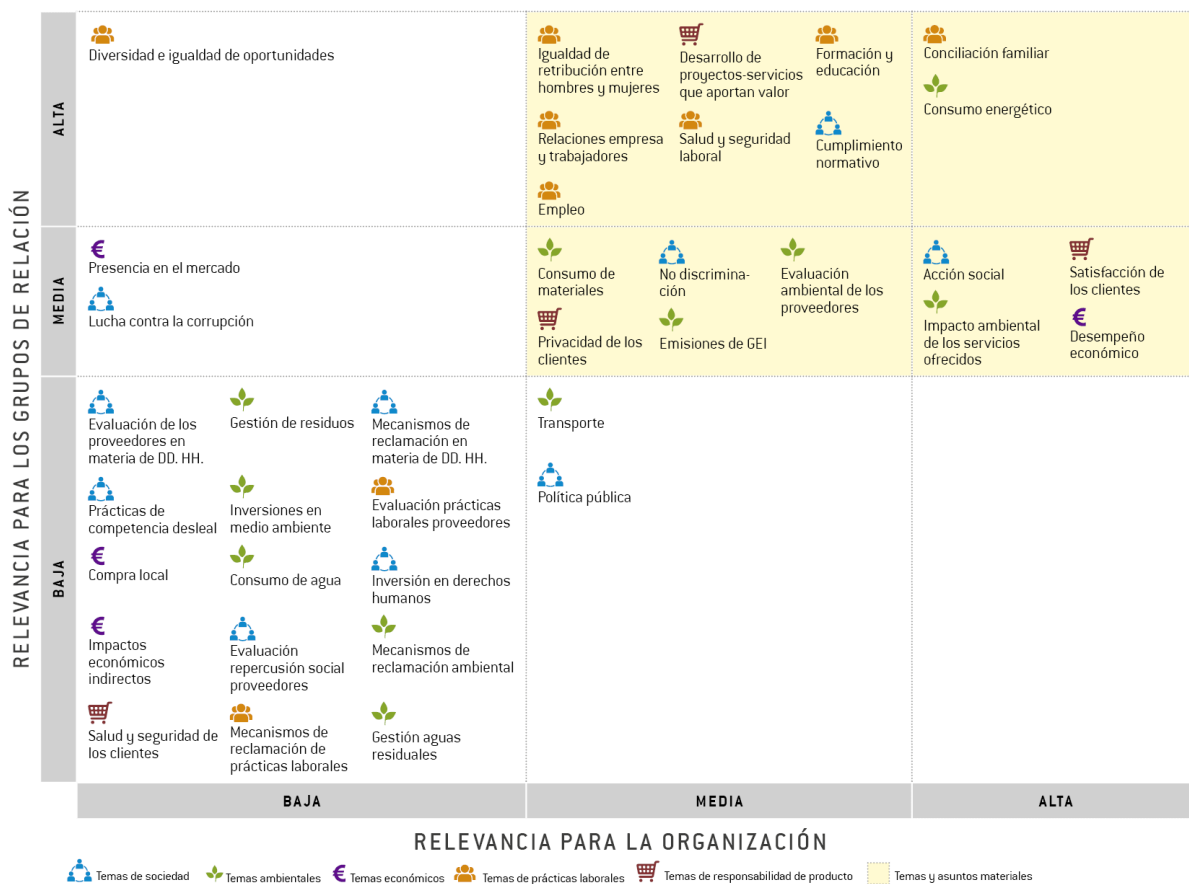 RELEVANCIA PARA LOS GRUPOS DE RELACIÓN
ALTA
Diversidad e igualdad de oportunidades
Igualdad de
retribución entre
hombres y mujeres
Desarrollo de
proyectos-servicios
que aportan valor
Formación y
educación
Relaciones empresa
y trabajadores
Salud y seguridad
laboral
Cumplimiento
normativo
Empleo
Conciliación familiar
Consumo energético
MEDIA
€
Presencia en el mercado
Lucha contra la corrupción
Consumo de
materiales
No discrimina-
ción
Evaluación
ambiental de los
proveedores
Privacidad de los
clientes
Emisiones de GEI
Acción social
Satisfacción de
los clientes
Impacto ambiental
de los servicios
ofrecidos
€
Desempeño
económico
BAJA
Evaluación de los
proveedores en
materia de DD. HH.
Gestión de residuos
Mecanismos de
reclamación en
materia de DD. HH.
Prácticas de
competencia desleal
Inversiones en
medio ambiente
Evaluación prácticas
laborales proveedores
€
Compra local
Consumo de agua
Inversión en derechos
humanos
€
Impactos
económicos
indirectos
Evaluación
repercusión social
proveedores
Mecanismos de
reclamación ambiental
Salud y seguridad de
los clientes
Mecanismos de
reclamación de
prácticas laborales
Gestión aguas
residuales
Transporte
Política pública
BAJA
MEDIA
ALTA
RELEVANCIA PARA LA ORGANIZACIÓN
Temas de sociedad
Temas ambientales
€ Temas económicos
Temas de prácticas laborales
Temas de responsabilidad de producto
Temas y asuntos materiales